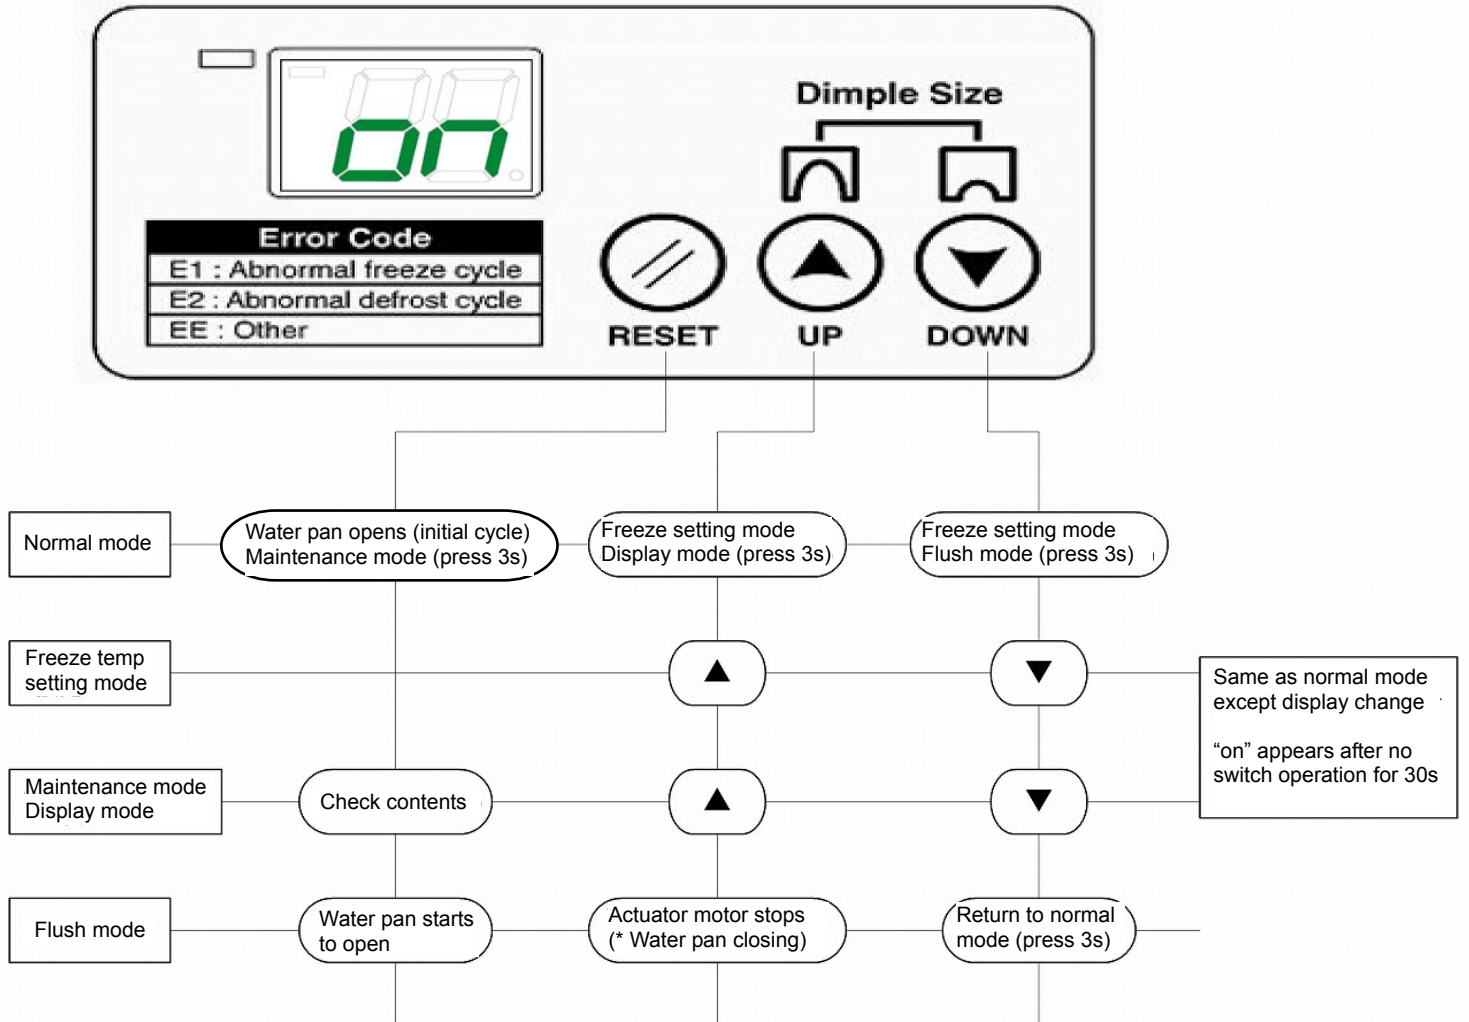 on
Dimple Size
Error Code
E1 : Abnormal freeze cycle
E2 : Abnormal defrost cycle
EE : Other
RESET
UP
DOWN
Normal mode
Water pan opens (initial cycle)
Maintenance mode (press 3s)
Freeze setting mode
Display mode (press 3s)
Freeze setting mode
Flush mode (press 3s)
Freeze temp
setting mode
Same as normal mode
except display change
“on” appears after no
switch operation for 30s
Maintenance mode
Display mode
Check contents
Flush mode
Water pan starts
to open
Actuator motor stops
(* Water pan closing)
Return to normal
mode (press 3s)